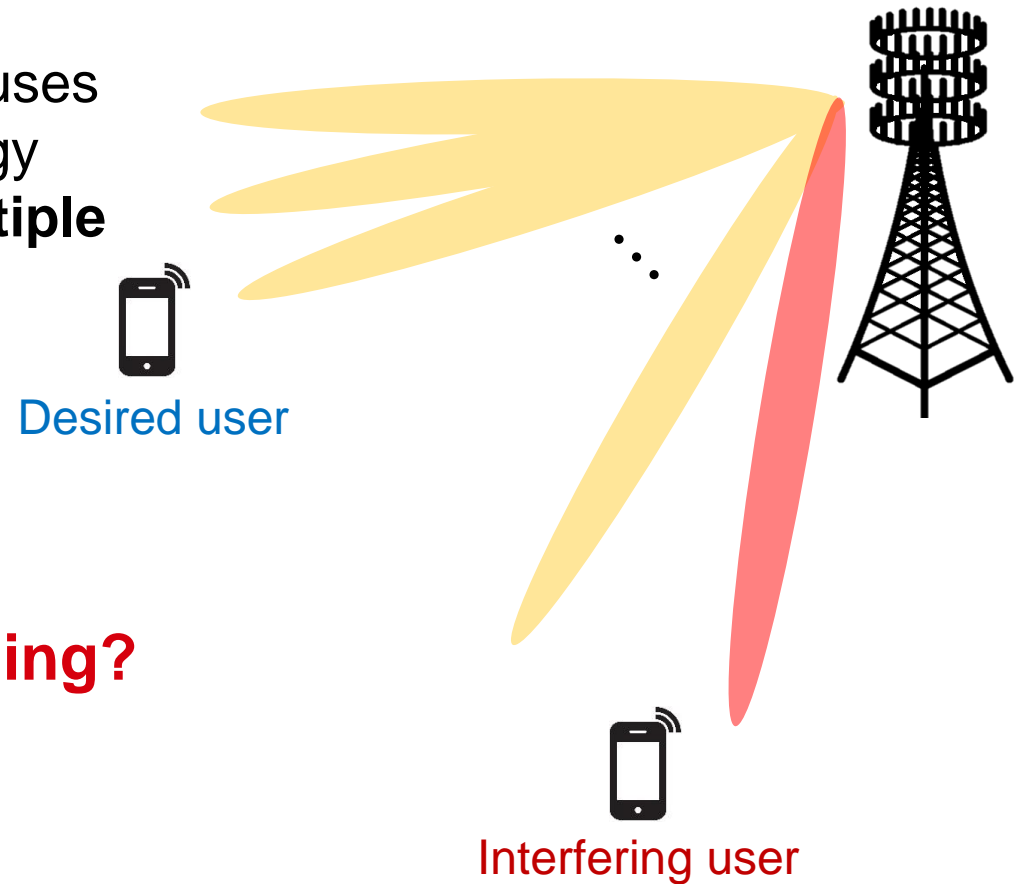 uses
gy
tiple
Desired user
ing?
Interfering user